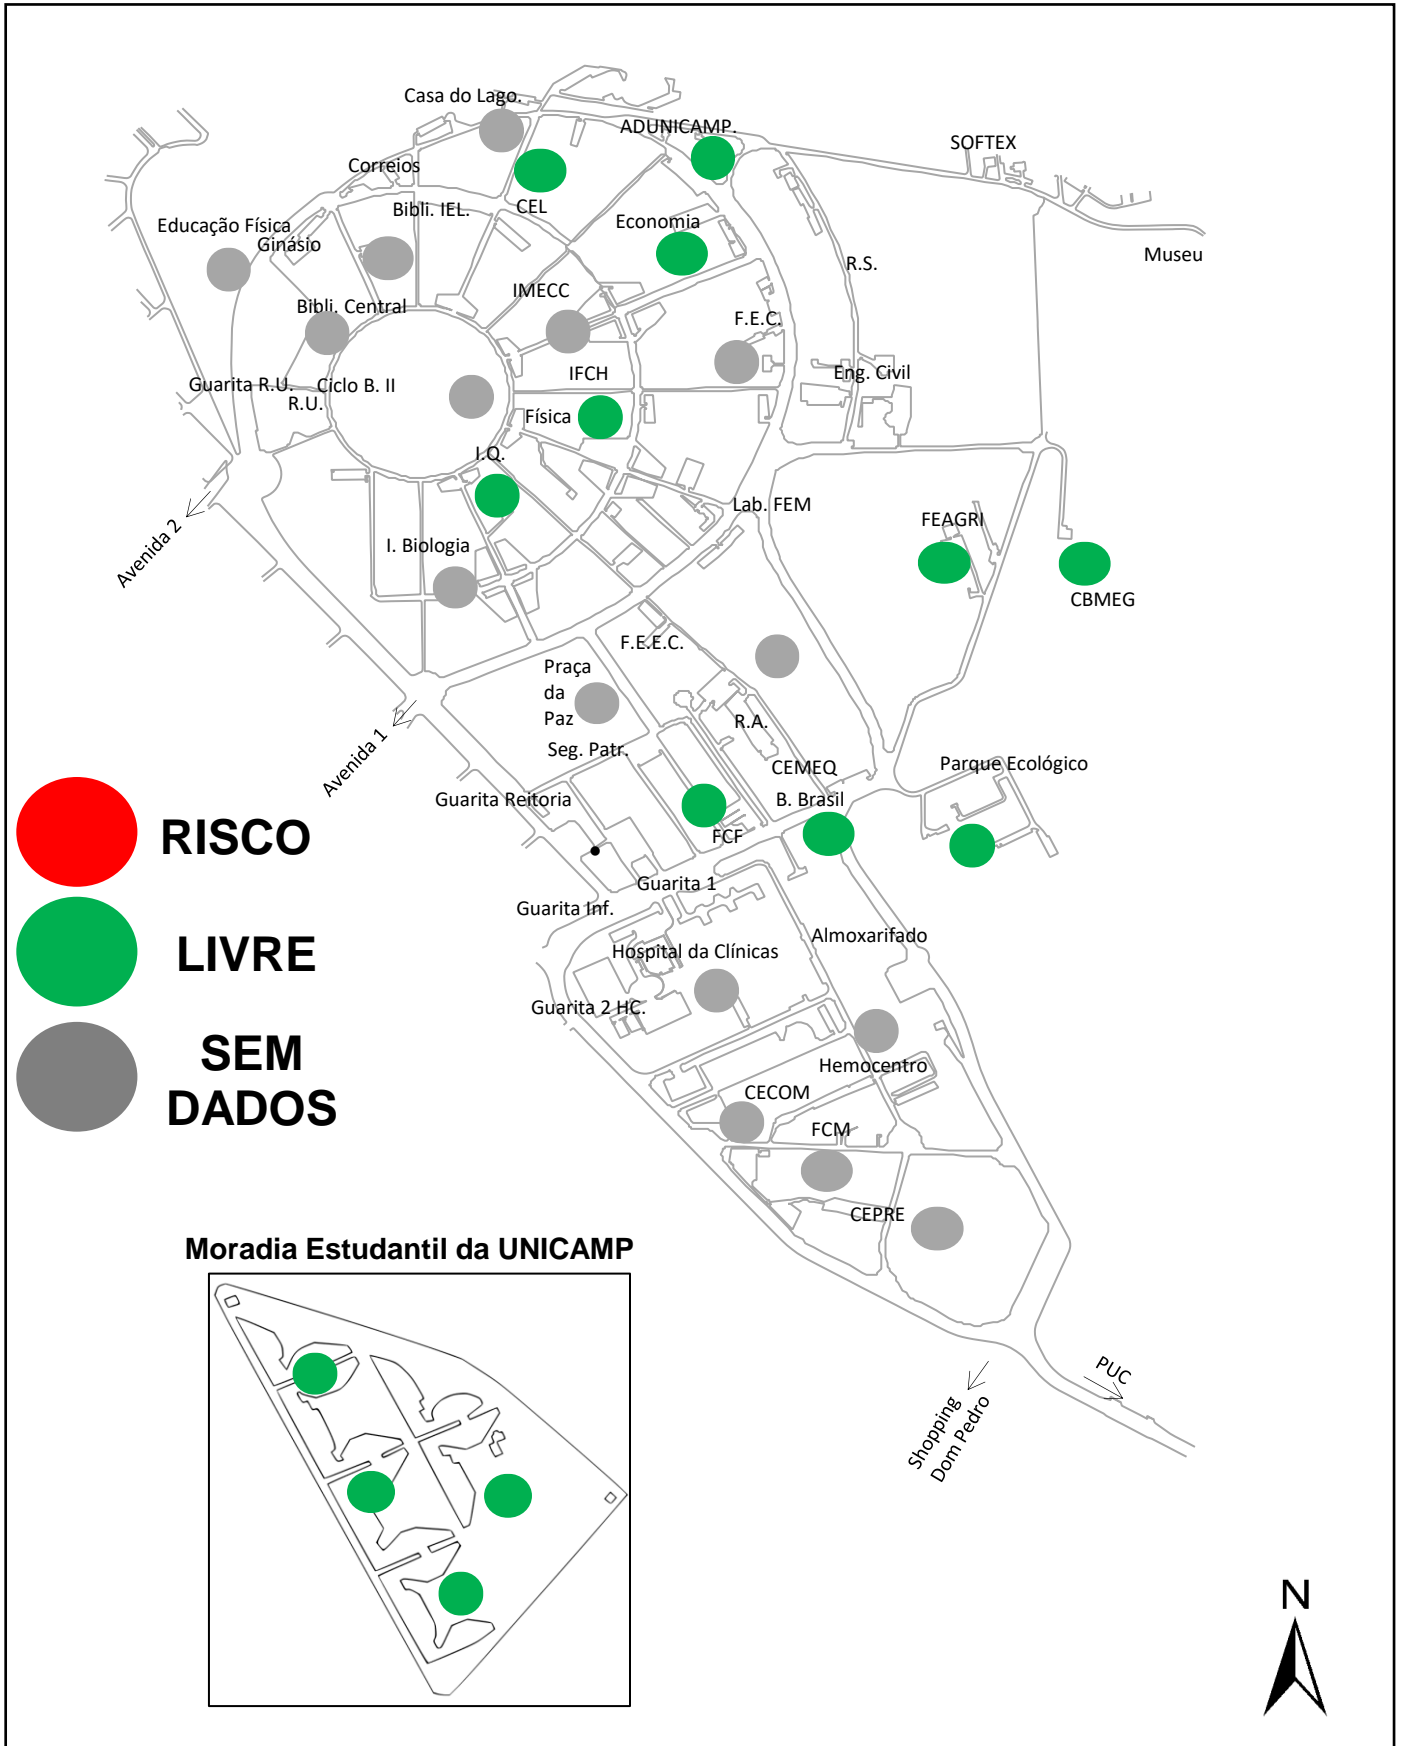 Casa do Lago.
ADUNICAMP.
SOFTEX
Correios
Bibli. IEL.
CEL
Educação Física
Ginásio
Economia
R.S.
Museu
IMECC
Bibli. Central
F.E.C.
IFCH
Eng. Civil
Guarita R.U.
Ciclo B. II
R.U.
Física
I.Q.
Lab. FEM
FEAGRI
Avenida 2
I. Biologia
CBMEG
F.E.E.C.
Praça
da
Paz
R.A.
Avenida 1
Seg. Patr.
CEMEQ
Parque Ecológico
Guarita Reitoria
B. Brasil
FCF
RISCO
Guarita 1
Guarita Inf.
Almoxarifado
LIVRE
Hospital da Clínicas
Guarita 2 HC.
SEM
DADOS
Hemocentro
CECOM
FCM
CEPRE
Moradia Estudantil da UNICAMP
PUC
Shopping
Dom Pedro
N